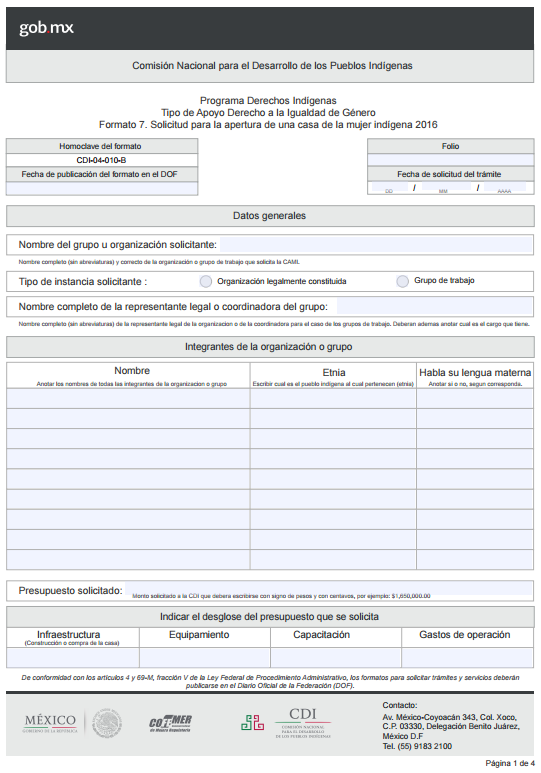 gob.mx
Comisión Nacional para el Desarrollo de los Pueblos Indígenas
Programa Derechos Indígenas
Tipo de Apoyo Derecho a la Igualdad de Género
Formato 7. Solicitud para la apertura de una casa de la mujer indígena 2016
Homoclave del formato
CDI-04-010-B
Fecha de publicación del formato en el DOF
Folio
Fecha de solicitud del trámite
/ /
DD MM AAAA
Datos generales
Nombre del grupo u organización solicitante:
Nombre completo (sin abreviaturas) y correcto de la organización o grupo de trabajo que solicita la CAMI.
Tipo de instancia solicitante : Organización legalmente constituida Grupo de trabajo
Nombre completo de la representante legal o coordinadora del grupo:
Nombre completo (sin abreviaturas) de la representante legal de la organizacion o de la coordinadora para el caso de los grupos de trabajo. Deberan ademas anotar cual es el cargo que tiene.
Integrantes de la organización o grupo
Nombre Etnia Habla su lengua materna
Anotar los nombres de todas las integrantes de la organizacion o grupo Escribir cual es el pueblo indígena al cual pertenecen (etnia) Anotar si o no, segun corresponda.
Presupuesto solicitado:
Monto solicitado a la CDI que debera escribirse con signo de pesos y con centavos, por ejemplo: $1,650,000.00
Indicar el desglose del presupuesto que se solicita
Infraestructura Equipamiento Capacitación Gastos de operación
(Construcción o compra de la casa)
De conformidad con los artículos 4 y 69-M, fracción V de la Ley Federal de Procedimiento Administrativo, los formatos para solicitar trámites y servicios deberán
publicarse en el Diario Oficial de la Federación (DOF).
MÉXICO
GOBIERNO DE LA REPÚBLICA
COFEMER
de Mejora Regulatoria
CDI
COMISIÓN NACIONAL
PARA EL DESARROLLO
DE LOS PUEBLOS INDÍGENAS
Contacto:
Av. México-Coyoacán 343, Col. Xoco,
C.P. 03330, Delegación Benito Juárez,
México D.F
Tel. (55) 9183 2100
Página 1 de 4